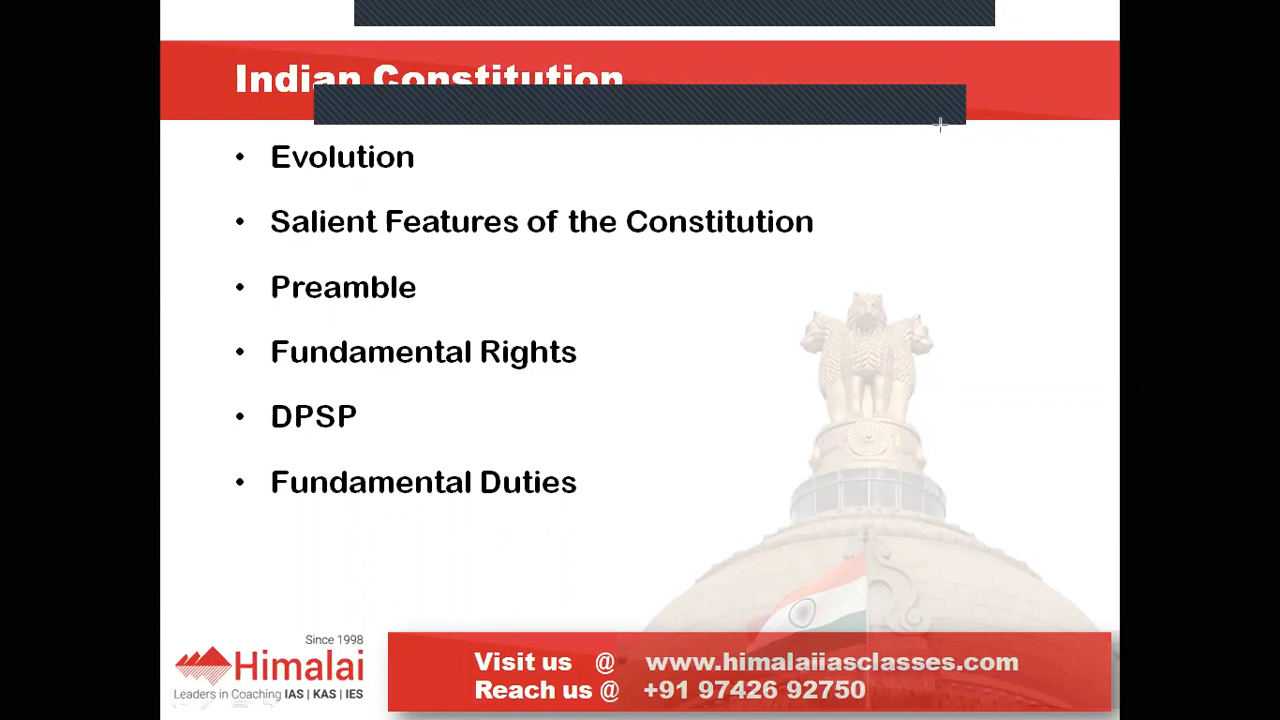 Indian Constitution
• Evolution
• Salient Features of the Constitution
• Preamble
• Fundamental Rights
• DPSP
• Fundamental Duties
Since 1998
Himalai
Leaders in Coaching IAS | KAS | IES
Visit us @ www.himalaiiasclasses.com
Reach us @ +91 97426 92750